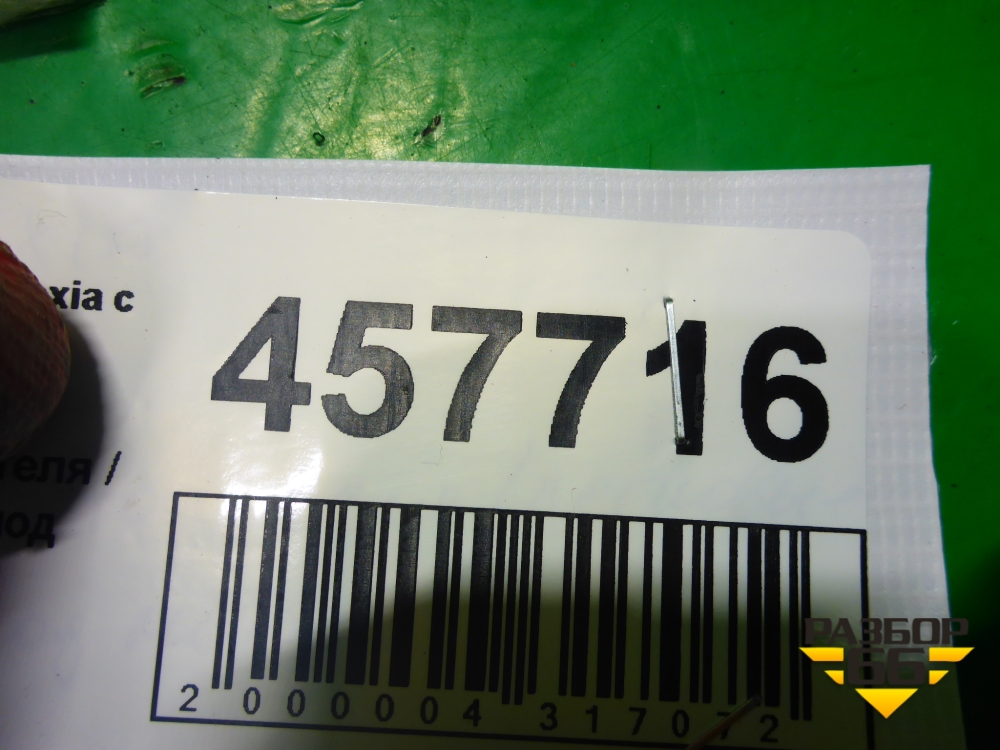 xia c
457716
теля /
под
2 000004 317072
РАЗБОР
66